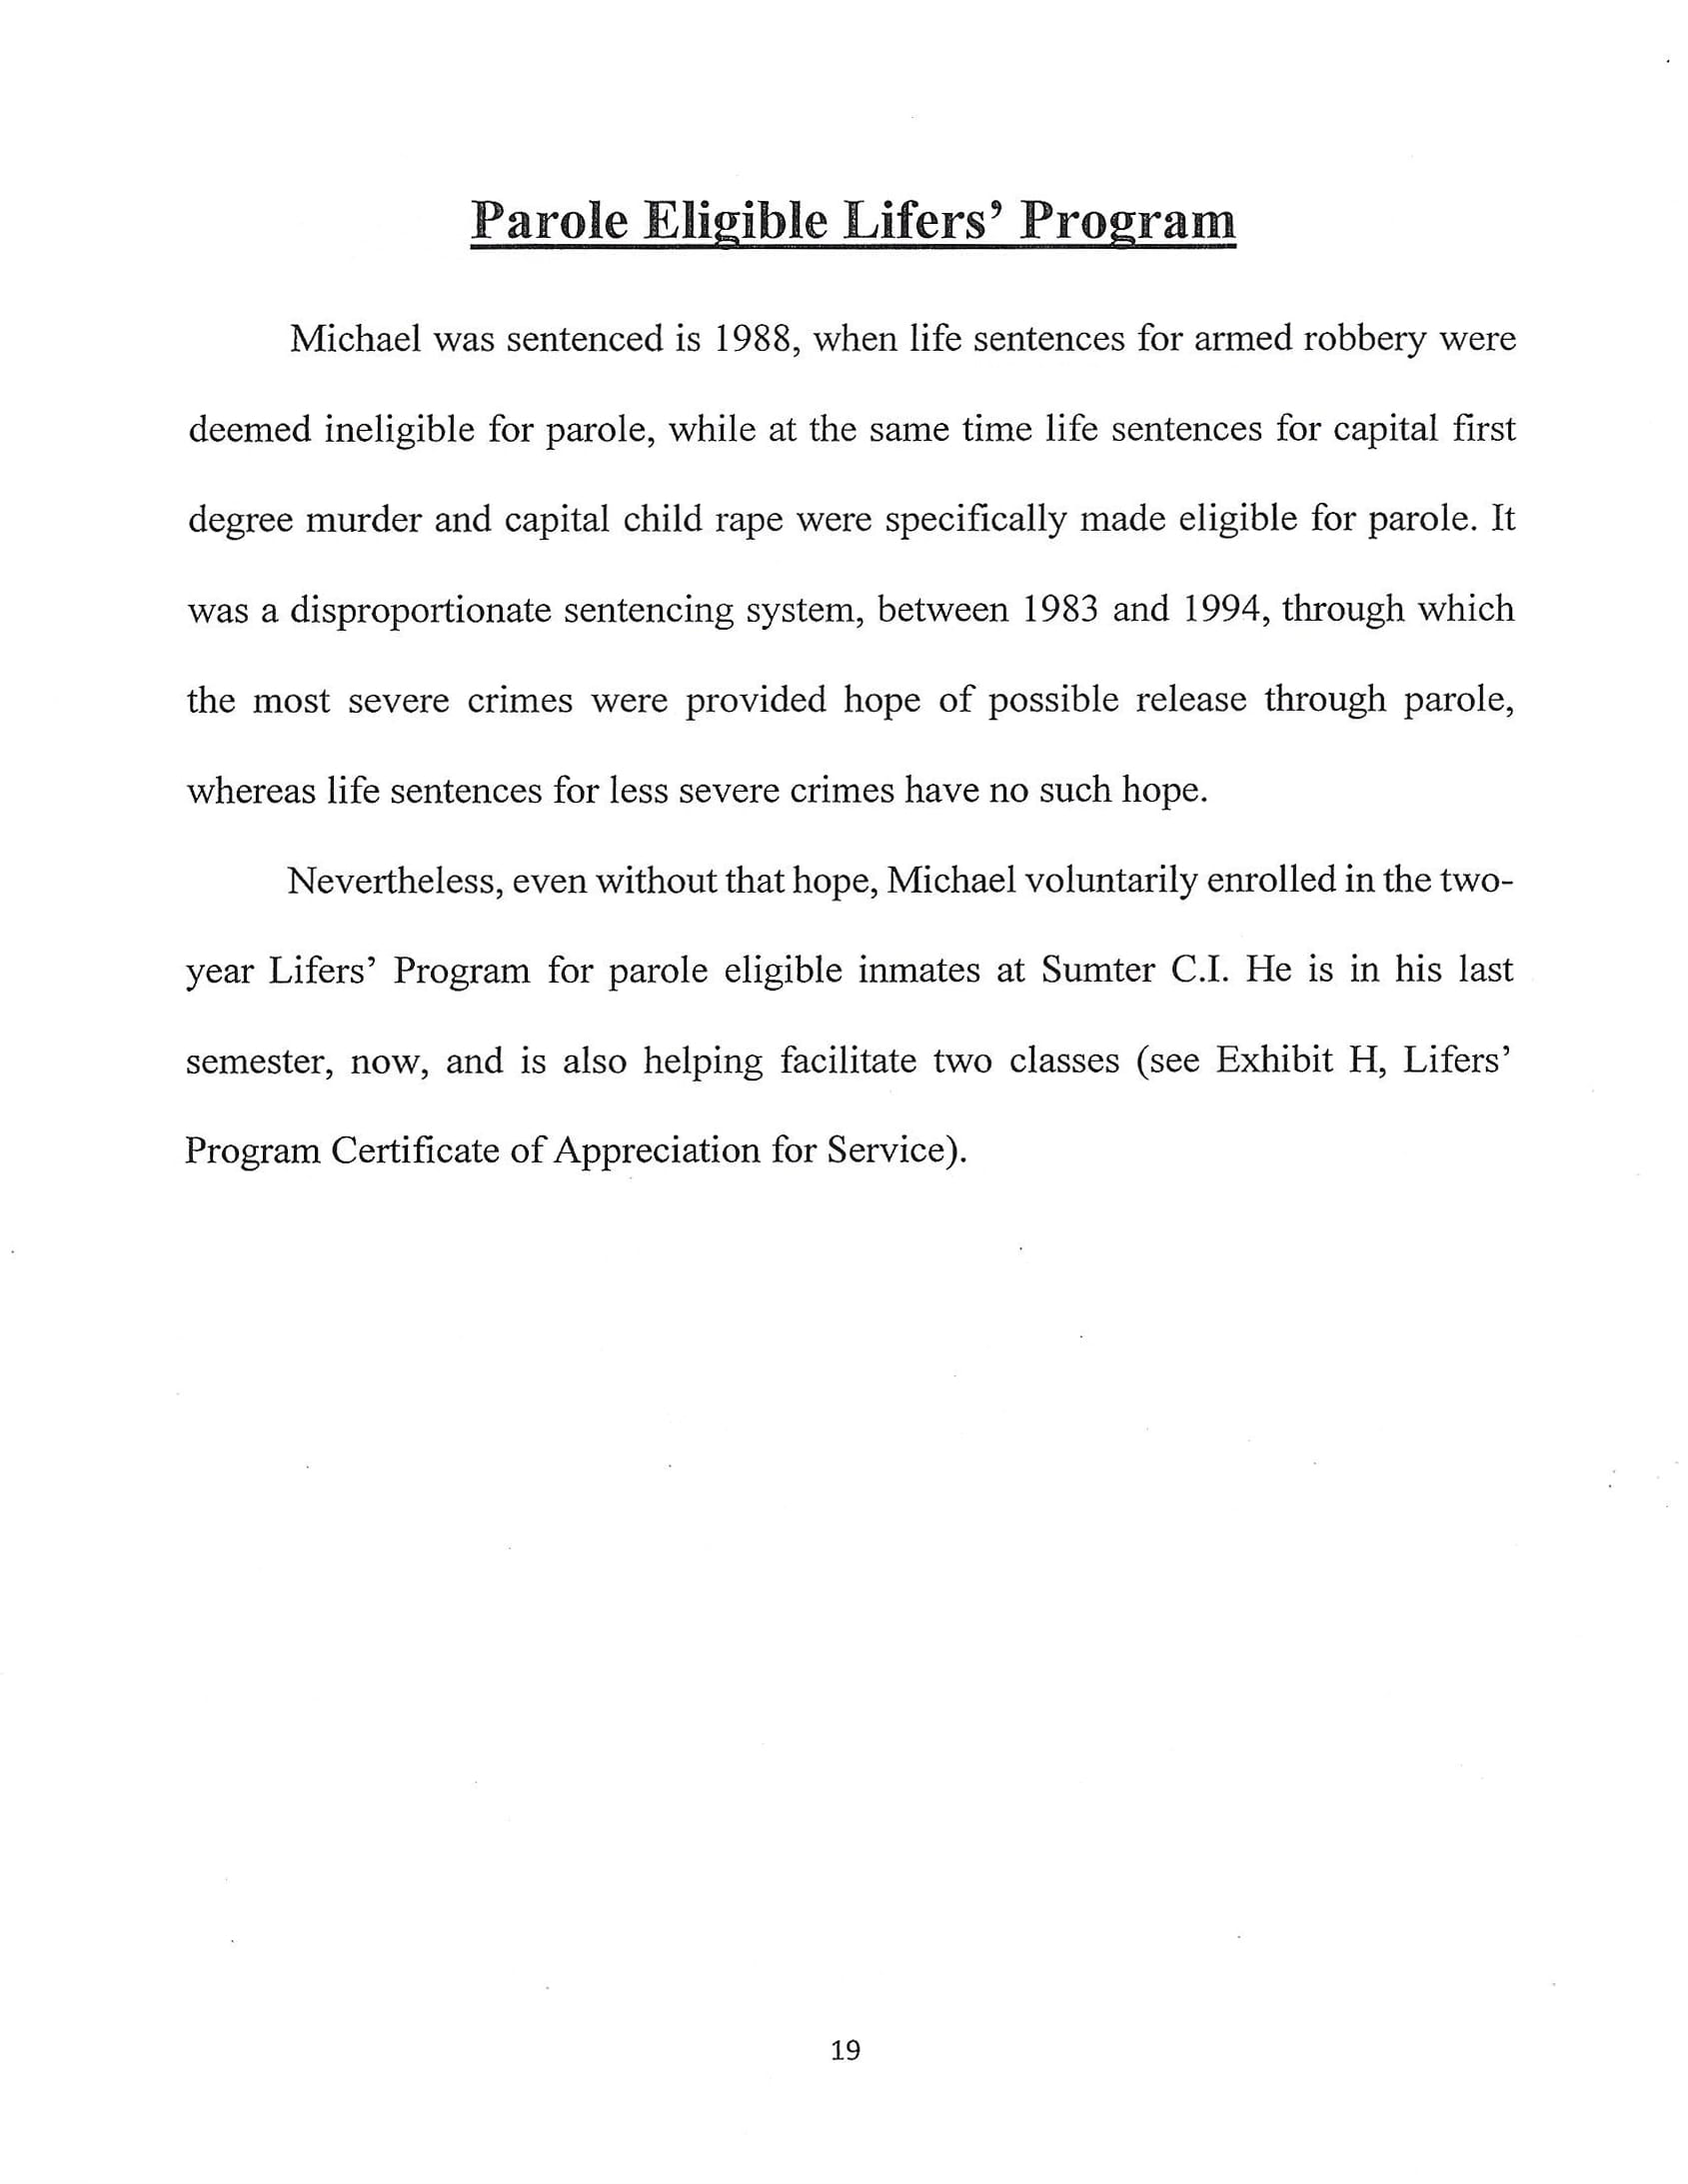 Parole Eligible Lifers’ Program
Michael was sentenced is 1988, when life sentences for armed robbery were
deemed ineligible for parole, while at the same time life sentences for capital first
degree murder and capital child rape were specifically made eligible for parole. It
was a disproportionate sentencing system, between 1983 and 1994, through which
the most severe crimes were provided hope of possible release through parole,
whereas life sentences for less severe crimes have no such hope.
Nevertheless, even without that hope, Michael voluntarily enrolled in the two-
year Lifers’ Program for parole eligible inmates at Sumter C.I. He is in his last
semester, now, and is also helping facilitate two classes (see Exhibit H, Lifers’
Program Certificate of Appreciation for Service).
19